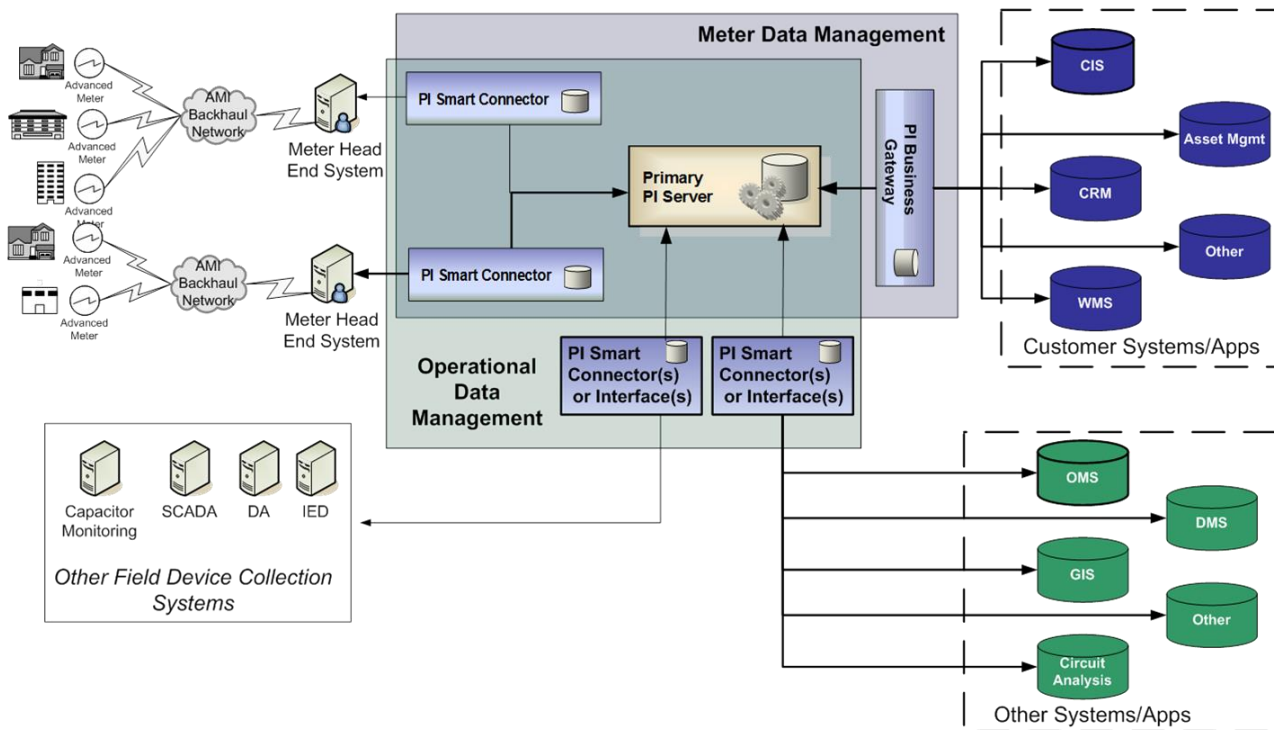 Meter Data Management
Advanced
Meter
Advanced
Meter
Advanced
Meter
AMI
Backhaul
Network
Meter Head
End System
PI Smart Connector
Advanced
Meter
Advanced
Meter
AMI
Backhaul
Network
Meter Head
End System
PI Smart Connector
Primary
PI Server
PI Business
Gateway
CIS
Asset Mgmt
CRM
Other
WMS
Customer Systems/Apps
Operational
Data
Management
PI Smart
Connector(s)
or Interface(s)
PI Smart
Connector(s)
or Interface(s)
Capacitor
Monitoring
SCADA
DA
IED
Other Field Device Collection
Systems
OMS
DMS
GIS
Other
Circuit
Analysis
Other Systems/Apps